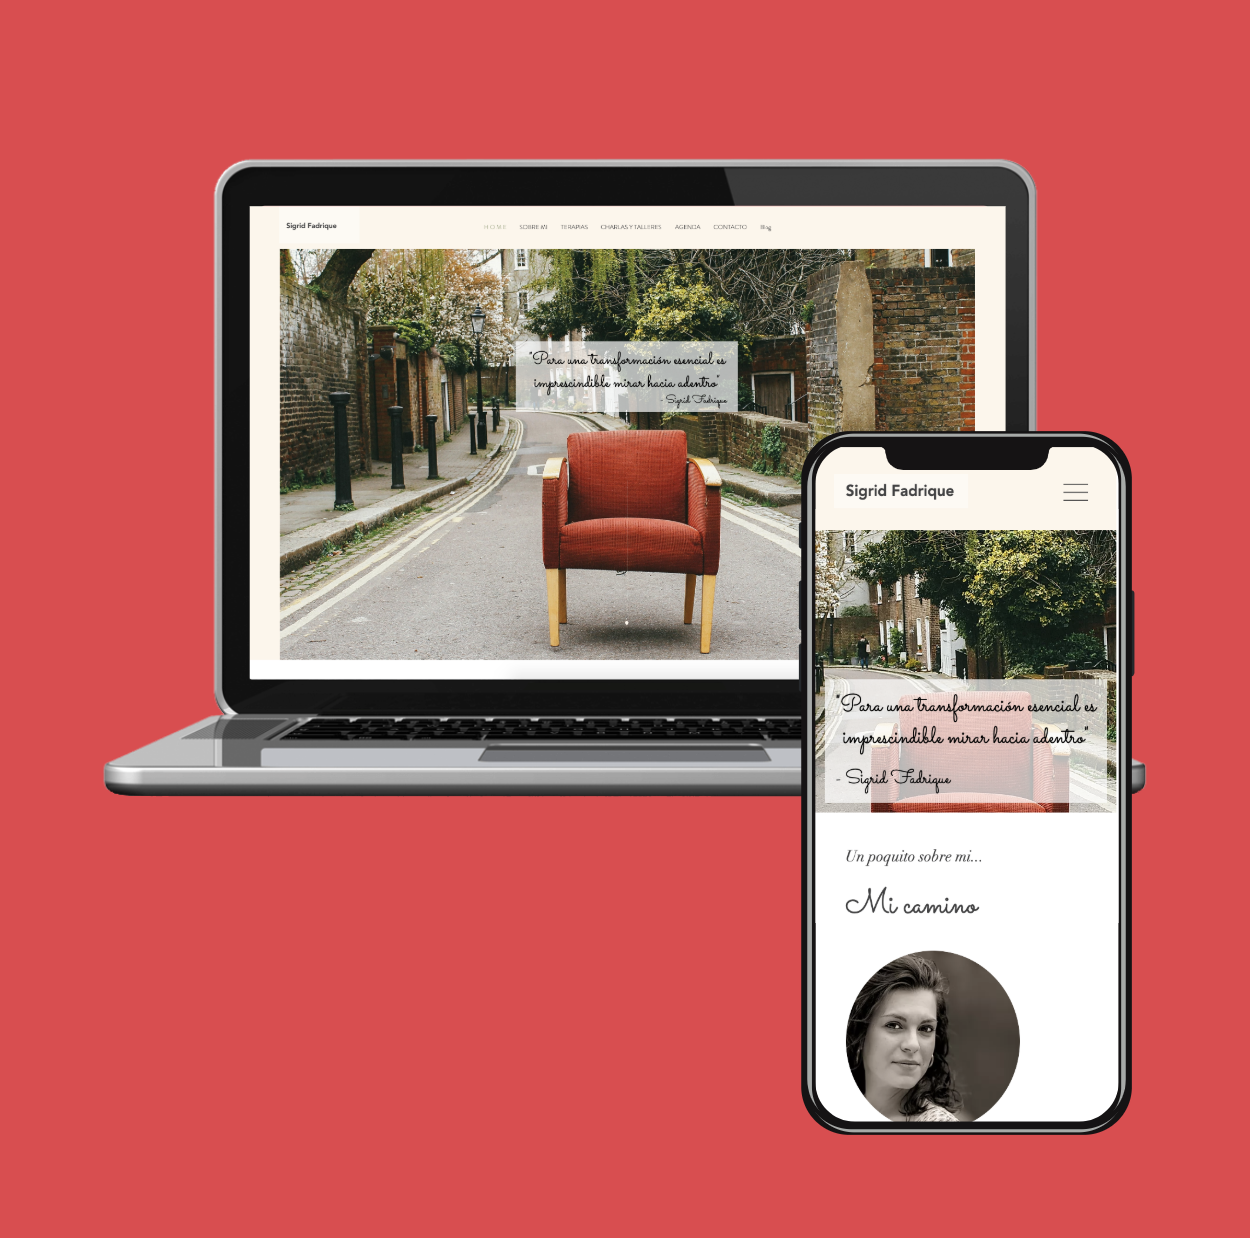 Sigrid Fadrique
HOME SOBRE MI TERAPIAS CHARLAS Y TALLERES AGENDA CONTACTO Blog
"Para una transformación esencial es
imprescindible mirar hacia adentro"
- Sigrid Fadrique
Sigrid Fadrique
"Para una transformación esencial es
imprescindible mirar hacia adentro"
- Sigrid Fadrique
Un poquito sobre mi...
Mi camino